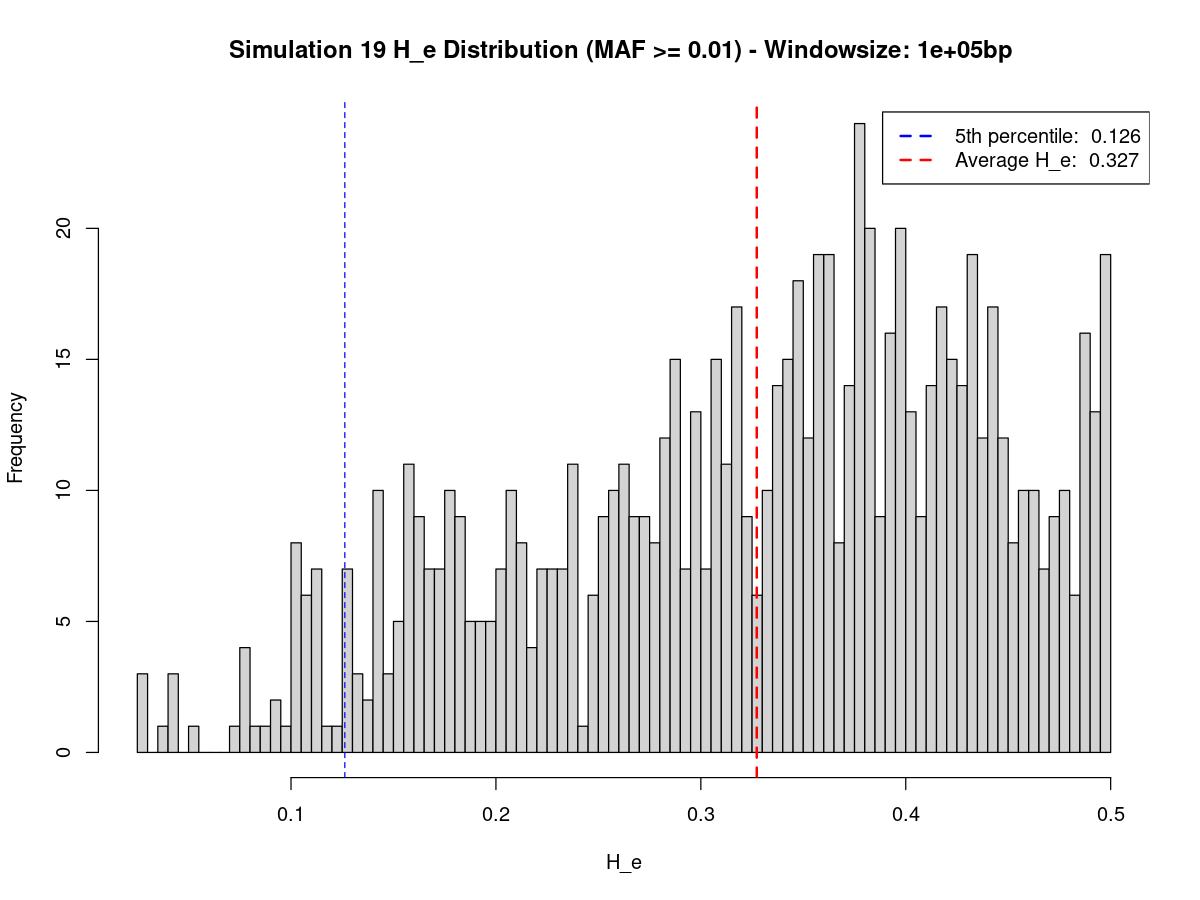 Simulation 19 H_e Distribution (MAF >= 0.01) - Windowsize: 1e+05bp
5th percentile: 0.126
Average H_e: 0.327
Frequency
20
15
10
5
0
0.1 0.2 0.3 0.4 0.5
H_e